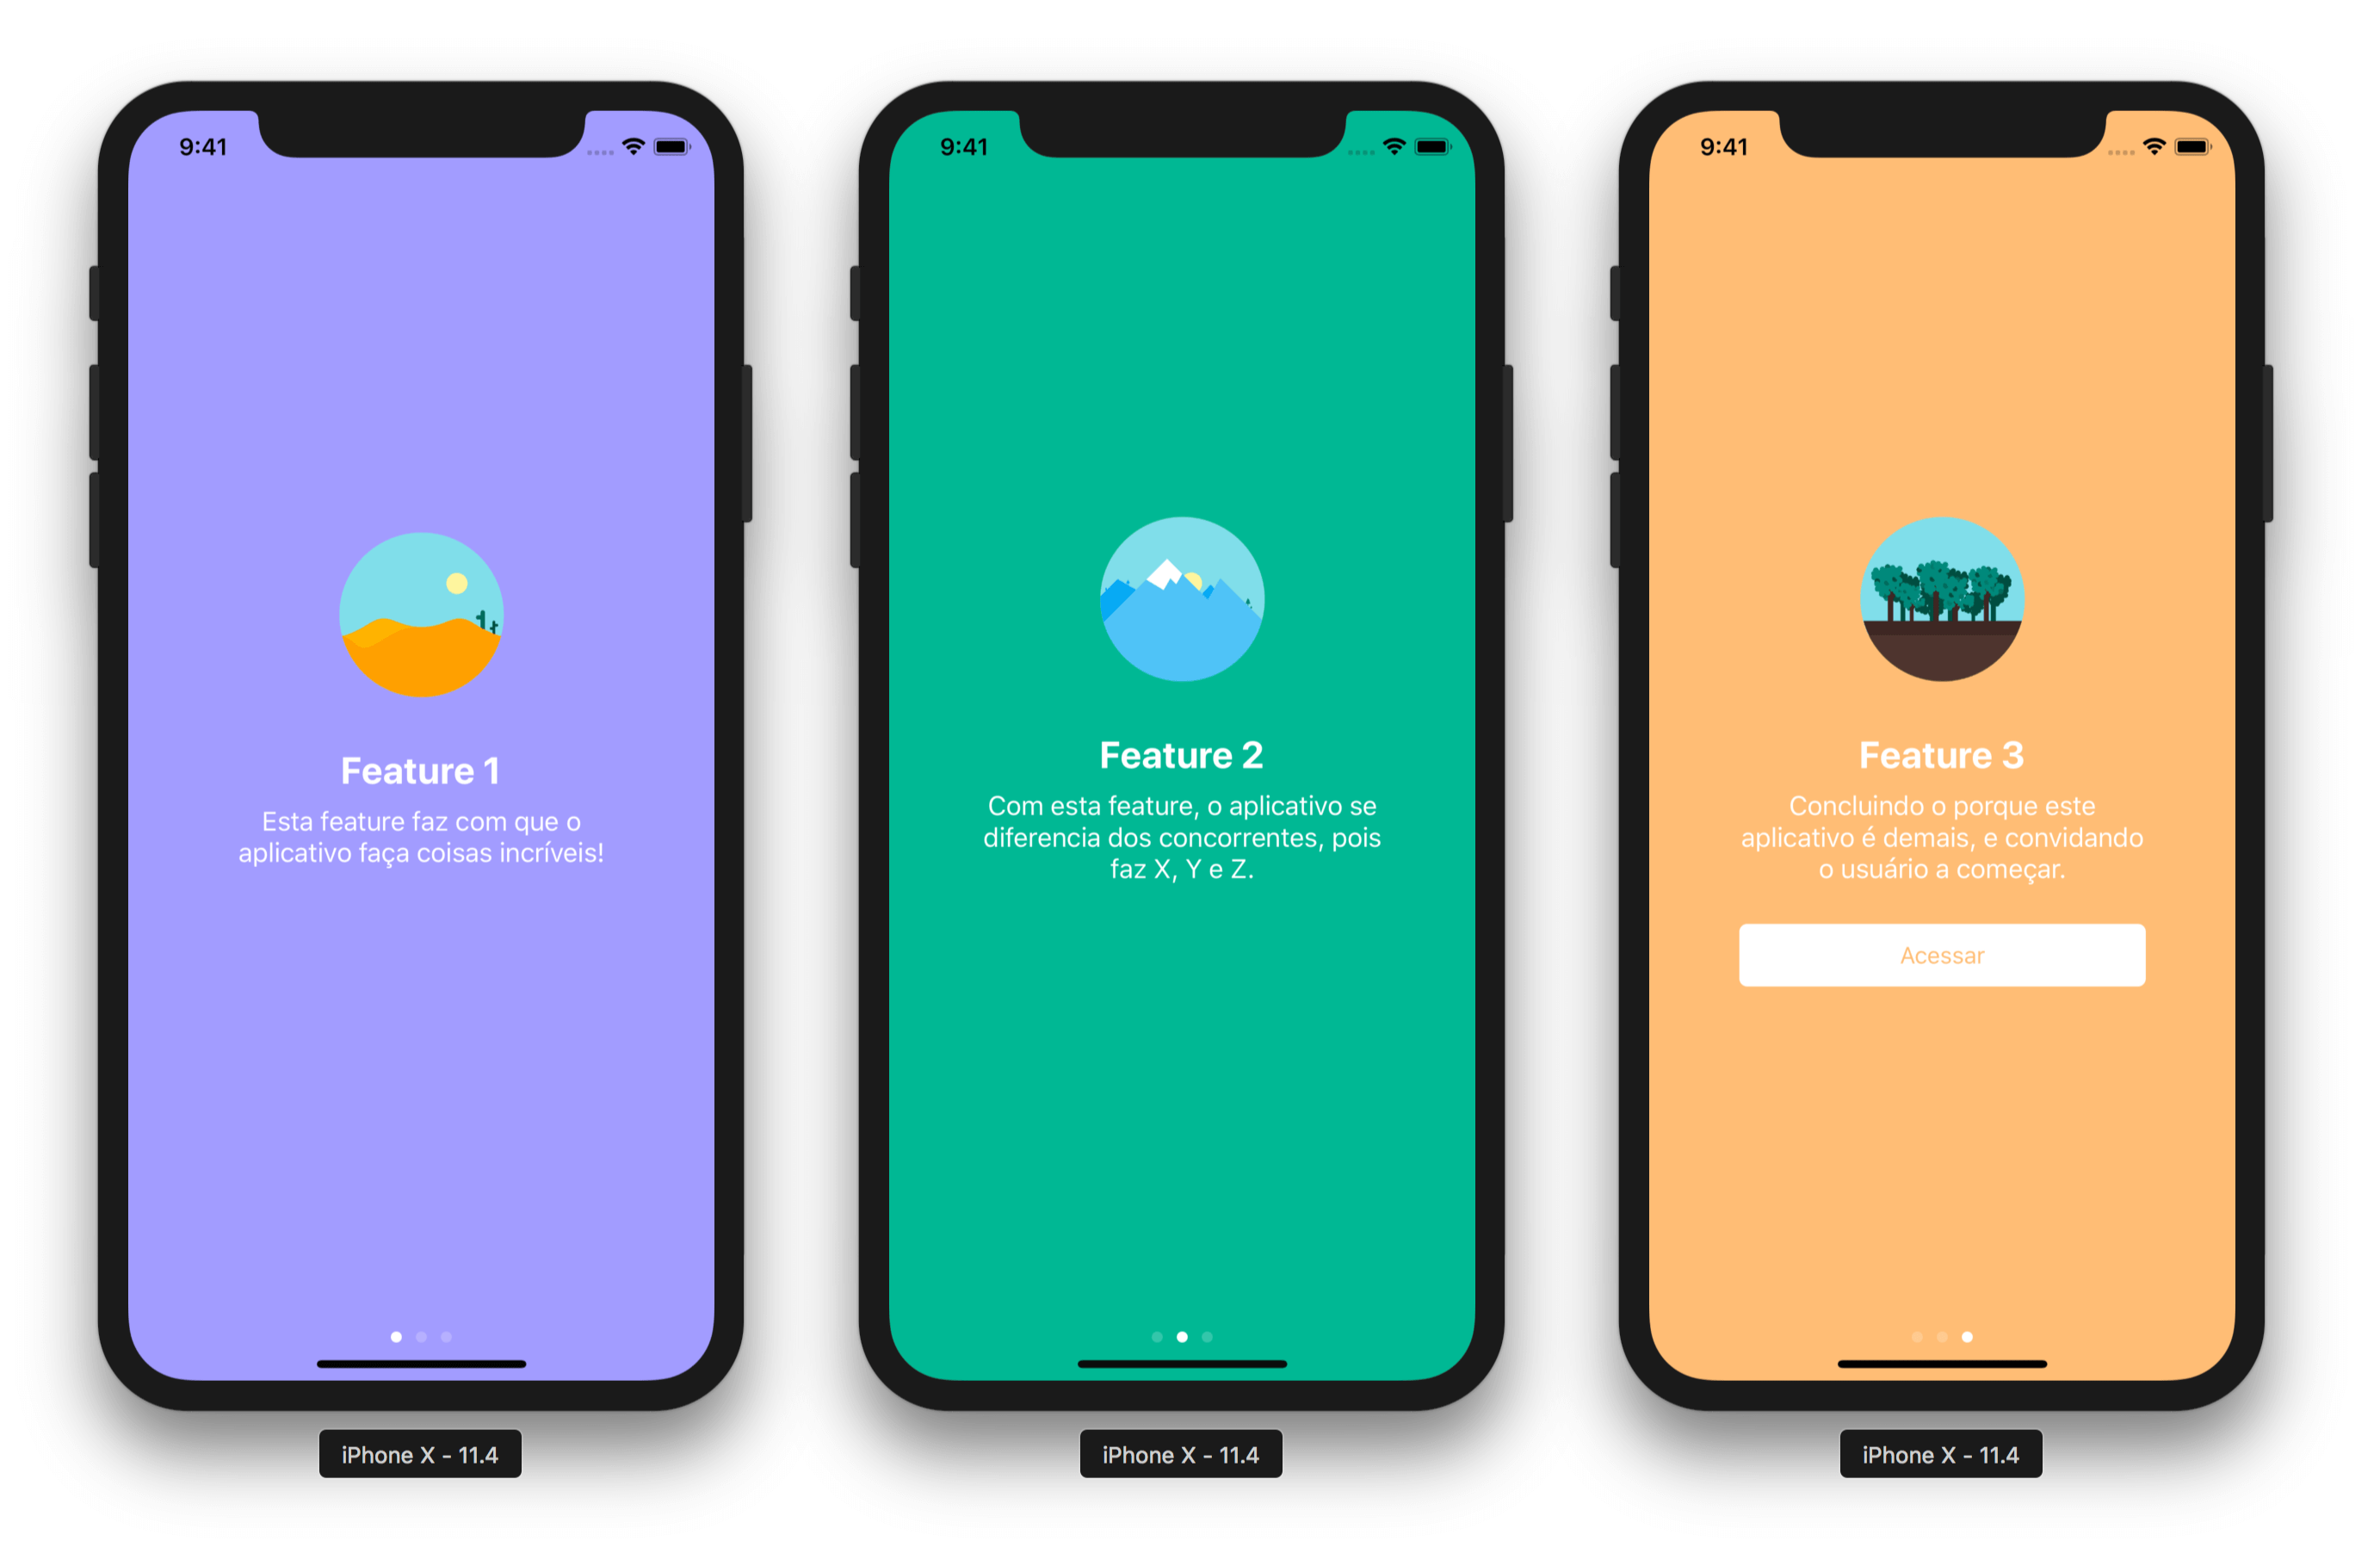 9:41
Feature 1
Esta feature faz com que o
aplicativo faça coisas incríveis!
iPhone X - 11.4
9:41
Feature 2
Com esta feature, o aplicativo se
diferencia dos concorrentes, pois
faz X, Y e Z.
iPhone X - 11.4
9:41
Feature 3
Concluindo o porque este
aplicativo é demais, e convidando
o usuário a começar.
Acessar
iPhone X - 11.4